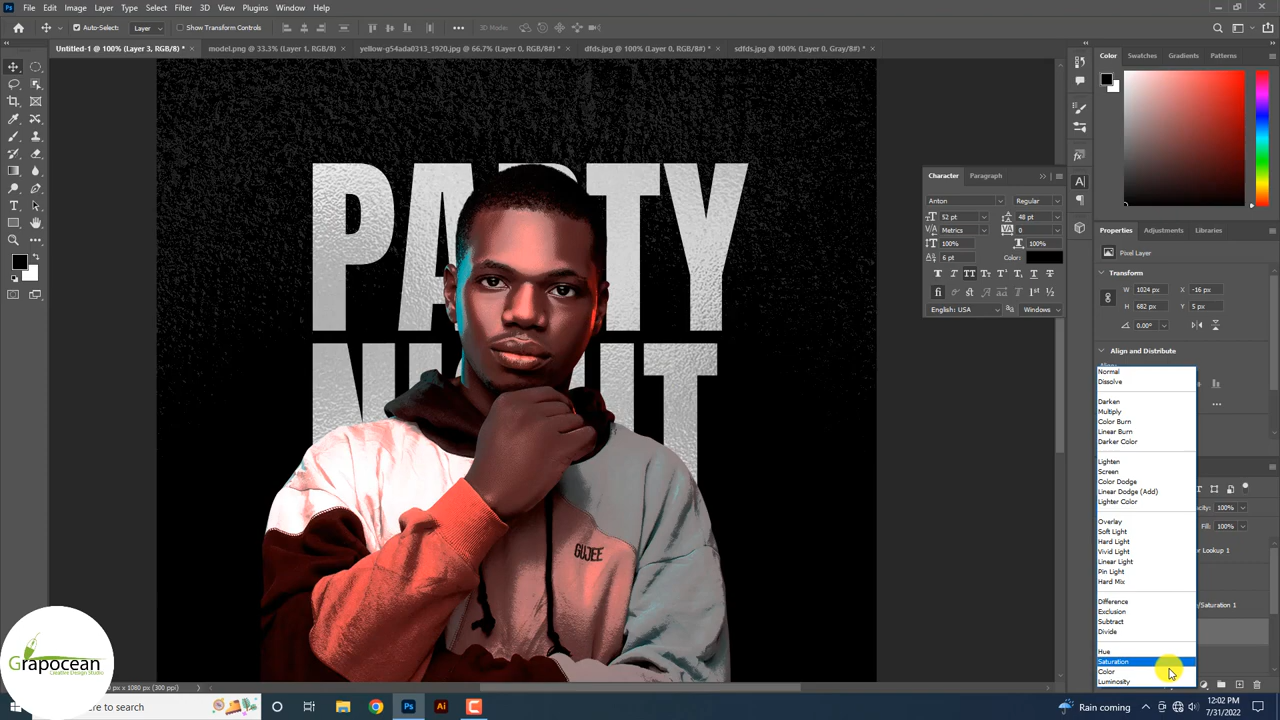 Ps File Edit Image Layer Type Select Filter 3D View Plugins Window Help
Auto-Select: Layer Show Transform Controls 3D Mode:
Untitled-1 @ 100% (Layer 3, RGB/8) * × model.png @ 33.3% (Layer 1, RGB/8) × yellow-g54ada0313_1920.jpg @ 66.7% (Layer 0, RGB/8#) * × dfds.jpg @ 100% (Layer 0, RGB/8#) * × sdfds.jpg @ 100% (Layer 0, Gray/8#) * ×
Color Swatches Gradients Patterns
PARTY
Character Paragraph
Anton Regular
52 pt 48 pt
Metrics 0
100% 100%
6 pt Color:
English: USA Windows
Properties Adjustments Libraries
Pixel Layer
Transform
W 1024 px X -16 px
H 682 px Y 5 px
0.00°
Align and Distribute
Normal
Dissolve
Darken
Multiply
Color Burn
Linear Burn
Darker Color
Lighten
Screen
Color Dodge
Linear Dodge (Add)
Lighter Color
Overlay
Soft Light
Hard Light
Vivid Light
Linear Light
Pin Light
Hard Mix
Difference
Exclusion
Subtract
Divide
Hue
Saturation
Color
Luminosity
100%
Fill: 100%
GUJEE
Grapocean
Creative Design Studio
px x 1080 px (300 ppi)
here to search
Ps Ai
Rain coming
12:02 PM
7/31/2022